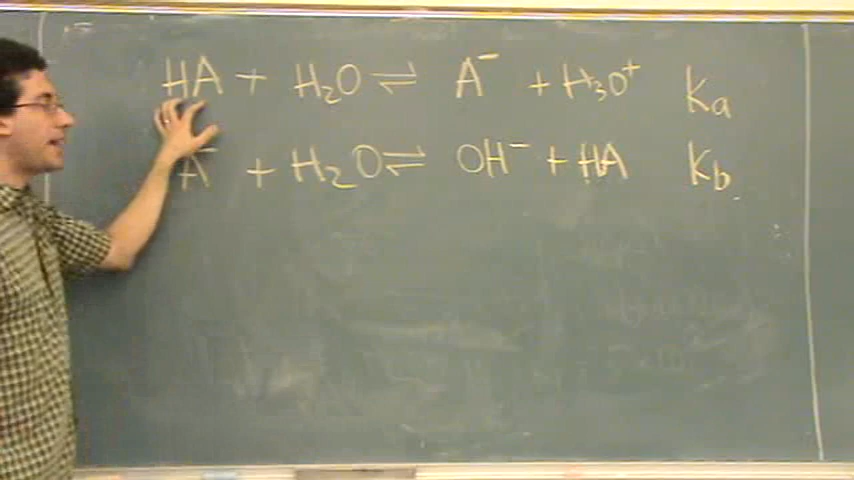 HA + H₂O ⇌ A⁻ + H₃O⁺ Ka
A⁻ + H₂O ⇌ OH⁻ + HA Kb